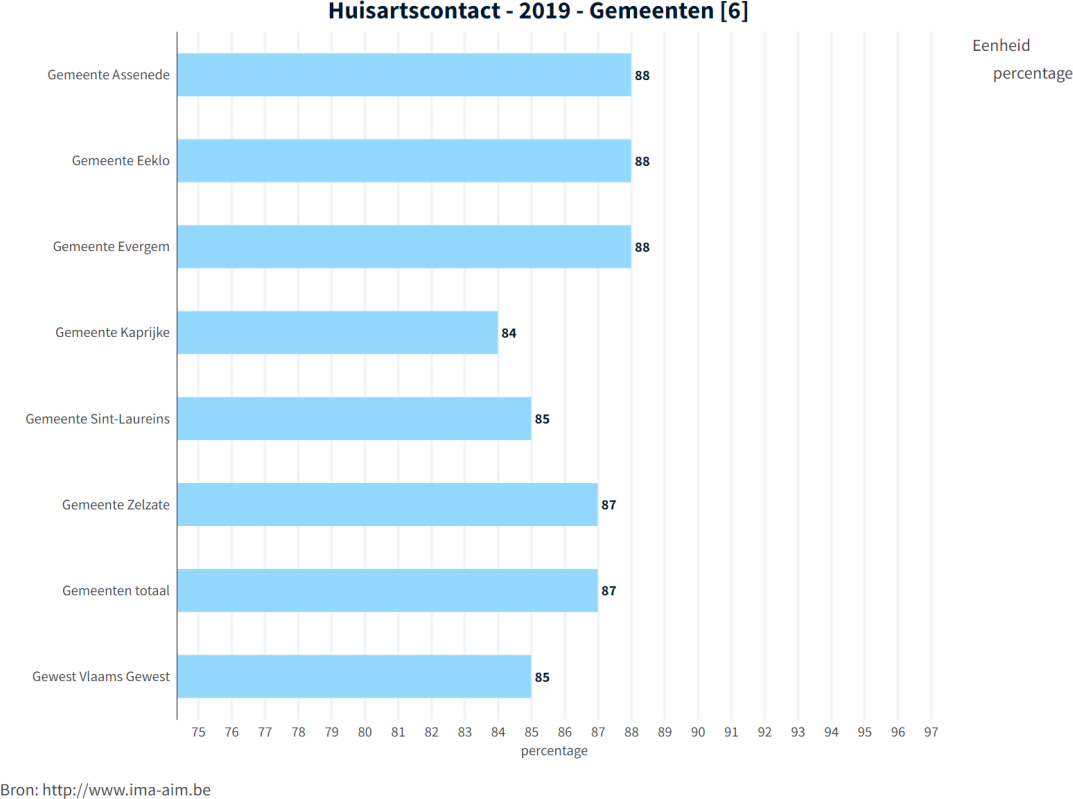 Huisartscontact - 2019 - Gemeenten [6]
Eenheid
percentage
Gemeente Assenede 88
Gemeente Eeklo 88
Gemeente Evergem 88
Gemeente Kaprijke 84
Gemeente Sint-Laureins 85
Gemeente Zelzate 87
Gemeenten totaal 87
Gewest Vlaams Gewest 85
75 76 77 78 79 80 81 82 83 84 85 86 87 88 89 90 91 92 93 94 95 96 97
percentage
Bron: http://www.ima-aim.be